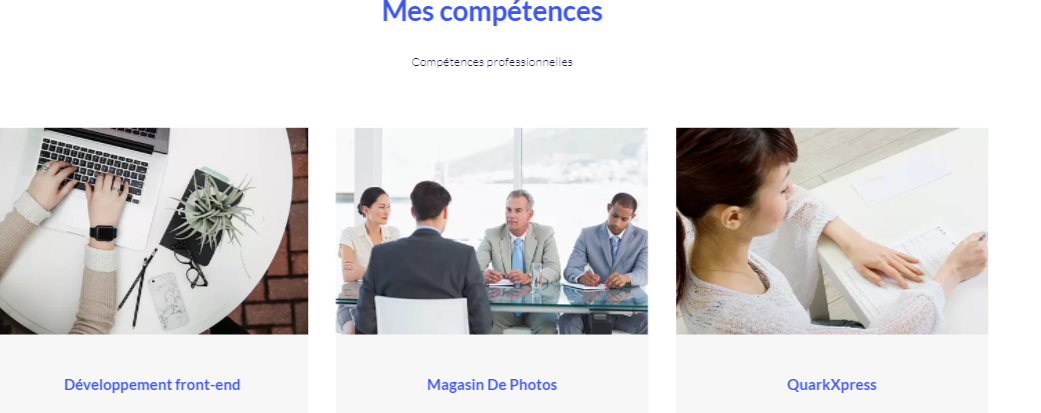 Mes compétences
Compétences professionnelles
Développement front-end
Magasin De Photos
QuarkXpress